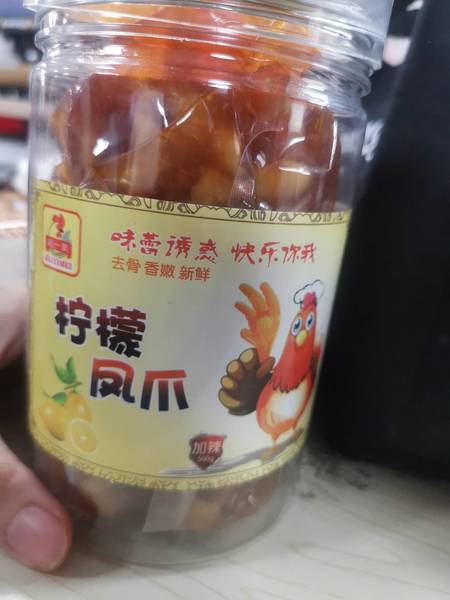 味蕾诱惑 快乐你我
去骨 香嫩 新鲜
柠檬
凤爪
加辣
500g